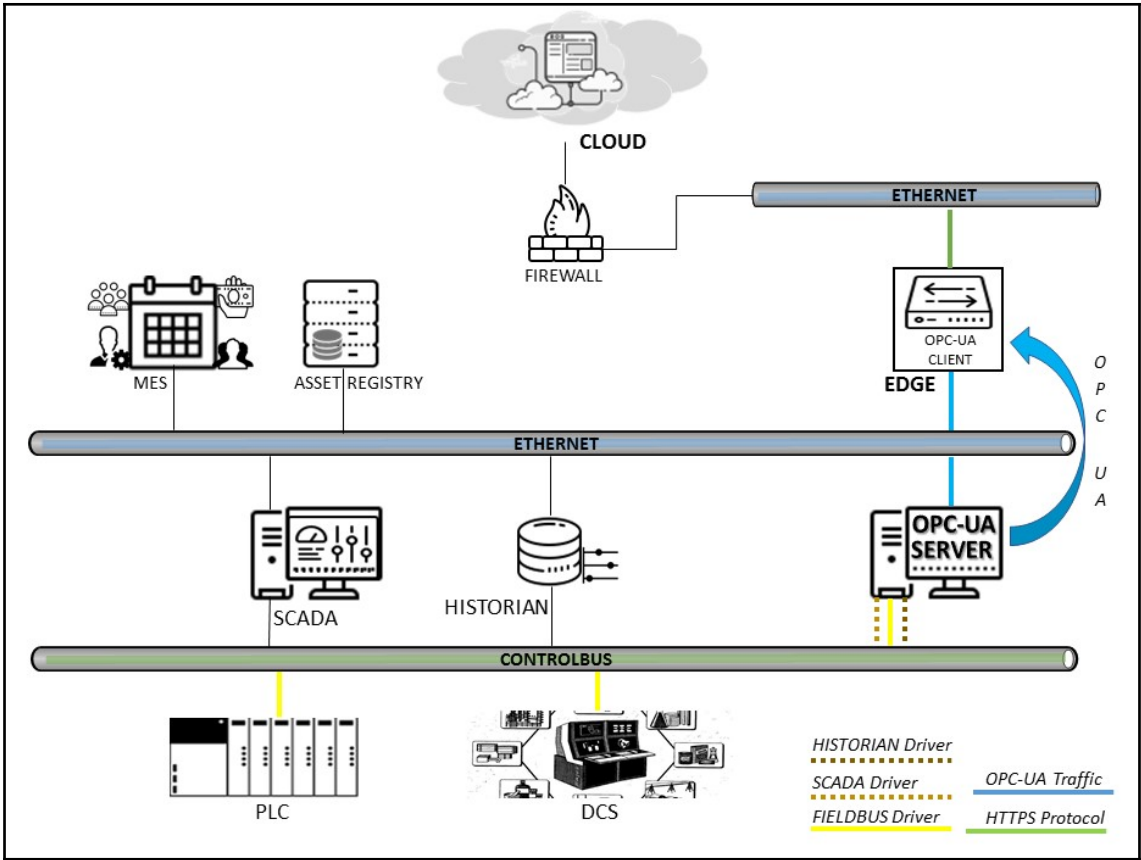 CLOUD
ETHERNET
FIREWALL
OPC-UA
CLIENT
EDGE
O
P
C
U
A
MES
ASSET REGISTRY
ETHERNET
OPC-UA
SERVER
SCADA
HISTORIAN
CONTROLBUS
PLC
DCS
HISTORIAN Driver
SCADA Driver
FIELDBUS Driver
OPC-UA Traffic
HTTPS Protocol